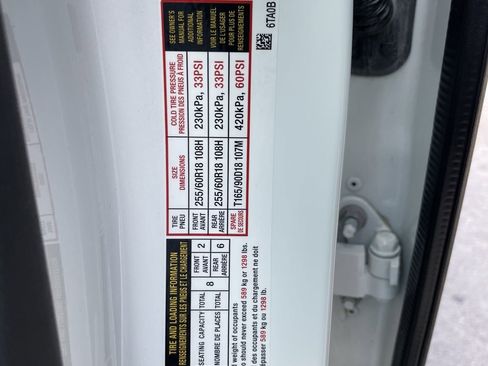 TIRE AND LOADING INFORMATION
RENSEIGNEMENTS SUR LES PNEUS ET LE CHARGEMENT
SEATING CAPACITY TOTAL 8 FRONT AVANT 2 REAR ARRIÈRE 6
NOMBRE DE PLACES TOTAL
d weight of occupants
o should never exceed 589 kg or 1298 lbs.
des occupants et du chargement ne doit
épasser 589 kg ou 1298 lb.
TIRE
PNEU
SIZE
DIMENSIONS
COLD TIRE PRESSURE
PRESSION DES PNEUS À FROID
SEE OWNER'S
MANUAL FOR
ADDITIONAL
INFORMATION
VOIR LE MANUEL
DE L'USAGER
POUR PLUS DE
RENSEIGNEMENTS
FRONT
AVANT
255/60R18 108H
230kPa, 33PSI
REAR
ARRIÈRE
255/60R18 108H
230kPa, 33PSI
SPARE
DE SECOURS
T165/90D18 107M
420kPa, 60PSI
6TA0B